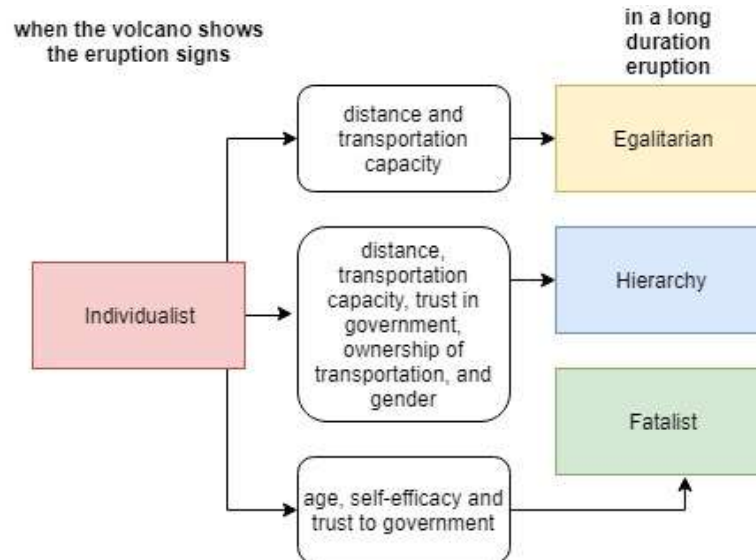 when the volcano shows
the eruption signs
in a long
duration
eruption
distance and
transportation
capacity
Egalitarian
Individualist
distance,
transportation
capacity, trust in
government,
ownership of
transportation, and
gender
Hierarchy
Fatalist
age, self-efficacy and
trust to government